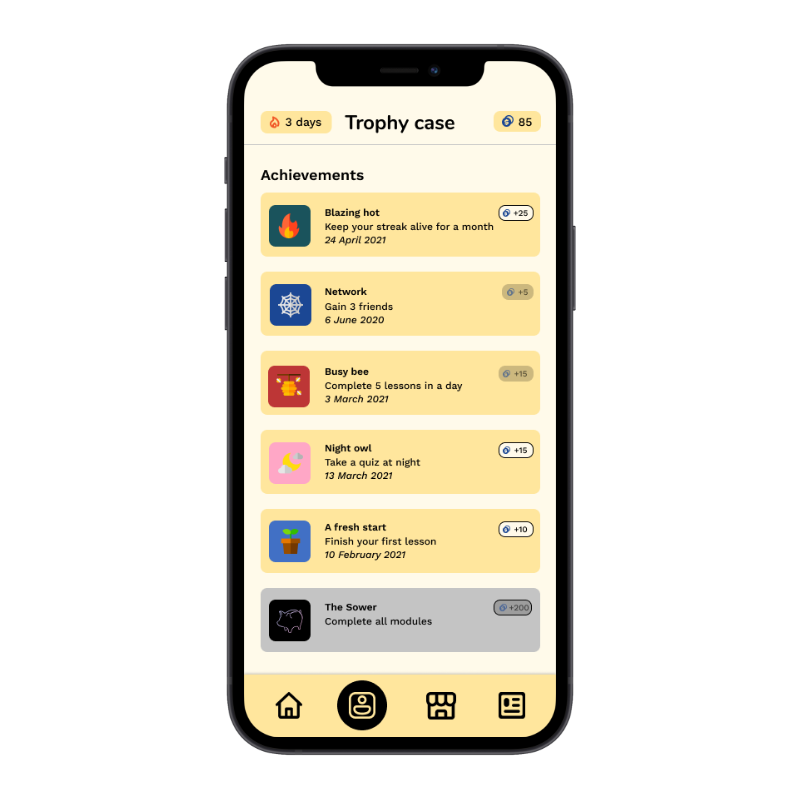 3 days
Trophy case
85
Achievements
Blazing hot
+25
Keep your streak alive for a month
24 April 2021
Network
+5
Gain 3 friends
6 June 2020
Busy bee
+15
Complete 5 lessons in a day
3 March 2021
Night owl
+15
Take a quiz at night
13 March 2021
A fresh start
+10
Finish your first lesson
10 February 2021
The Sower
+200
Complete all modules